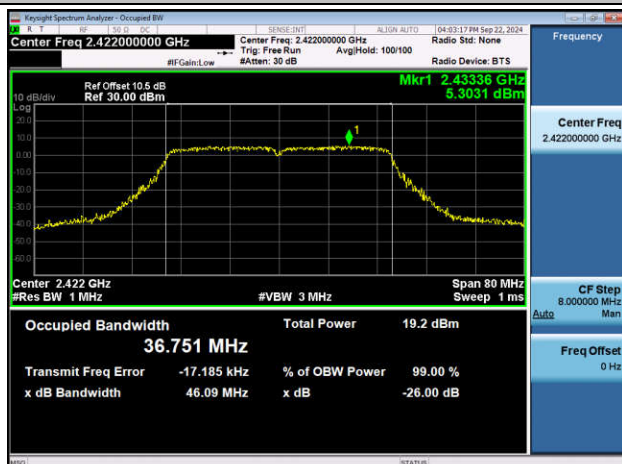 Keysight Spectrum Analyzer - Occupied BW
R T RF 50 Ω DC SENSE:INT ALIGN AUTO 04:03:17 PM Sep 22, 2024
Center Freq 2.422000000 GHz
Center Freq: 2.422000000 GHz
Radio Std: None
Trig: Free Run Avg|Hold: 100/100
#IFGain:Low
#Atten: 30 dB
Radio Device: BTS
Frequency
Ref Offset 10.5 dB
Mkr1 2.43336 GHz
10 dB/div Ref 30.00 dBm 5.3031 dBm
Log
20.0
10.0
1
0.00
-10.0
-20.0
-30.0
-40.0
-50.0
-60.0
Center 2.422 GHz Span 80 MHz
#Res BW 1 MHz #VBW 3 MHz Sweep 1 ms
Occupied Bandwidth Total Power 19.2 dBm
36.751 MHz
Transmit Freq Error -17.185 kHz % of OBW Power 99.00 %
x dB Bandwidth 46.09 MHz x dB -26.00 dB
Center Freq
2.422000000 GHz
CF Step
8.000000 MHz
Auto Man
Freq Offset
0 Hz
MSG STATUS